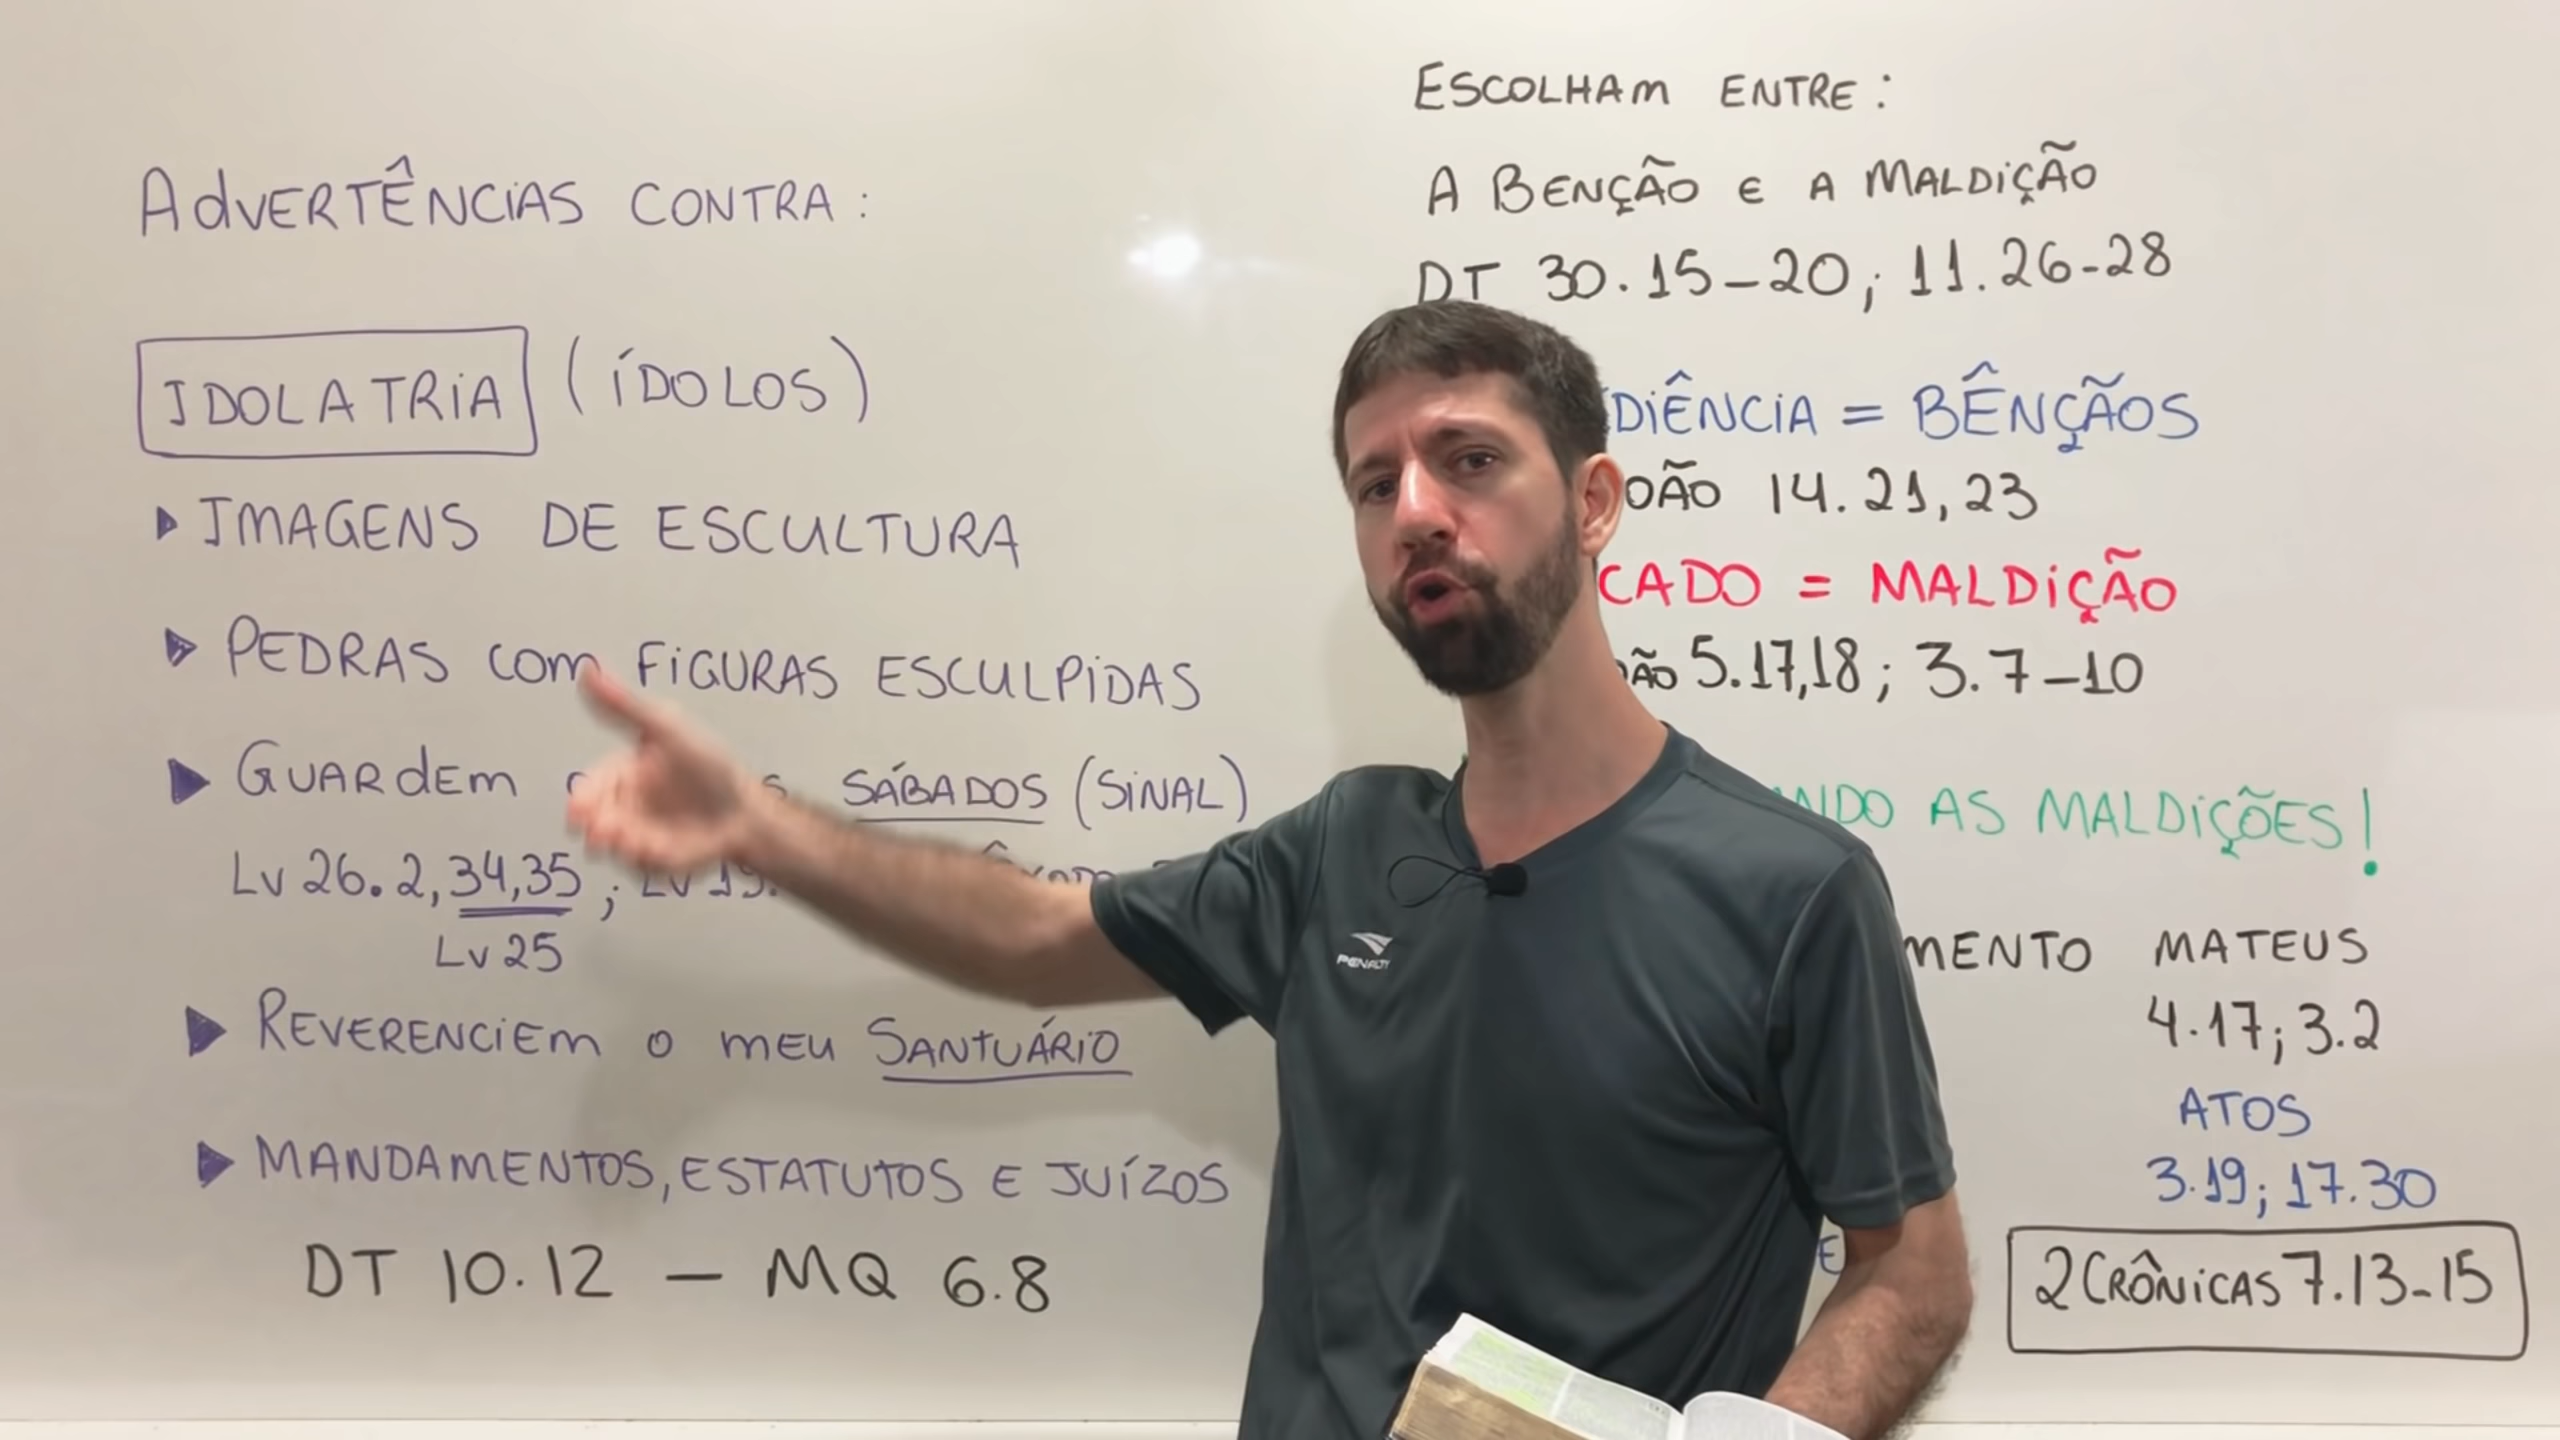 ADVERTÊNCIAS CONTRA:
IDOLATRIA (ÍDOLOS)
IMAGENS DE ESCULTURA
PEDRAS COM FIGURAS ESCULPIDAS
GUARDEM SÁBADOS (SINAL)
LV 26.2,34,35; LV 19.
LV 25
REVERENCIEM O MEU SANTUÁRIO
MANDAMENTOS, ESTATUTOS E JUÍZOS
DT 10.12 — MQ 6.8
ESCOLHAM ENTRE:
A BENÇÃO E A MALDIÇÃO
DT 30.15-20; 11.26-28
DIÊNCIA = BÊNÇÃOS
OÃO 14.21,23
CADO = MALDIÇÃO
ÃO 5.17,18; 3.7-10
NDO AS MALDIÇÕES!
MENTO MATEUS
4.17; 3.2
ATOS
3.19; 17.30
E
2 CRÔNICAS 7.13-15
PENALTY